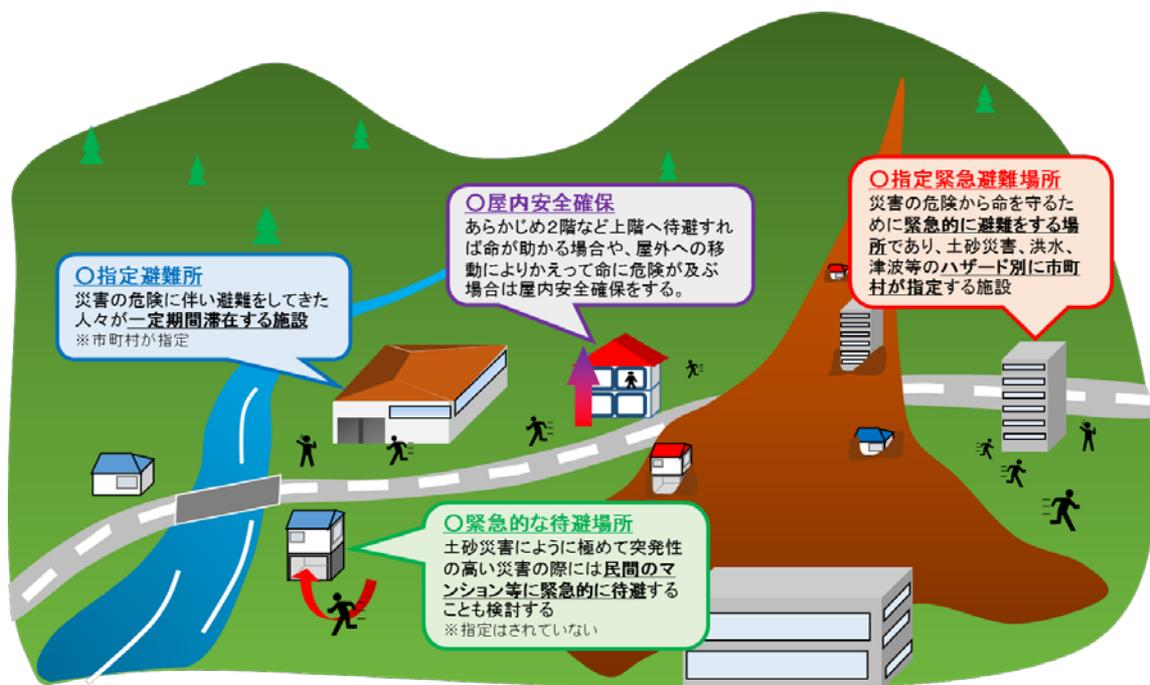 〇指定避難所
災害の危険に伴い避難をしてきた
人々が一定期間滞在する施設
※市町村が指定
〇屋内安全確保
あらかじめ２階など上階へ待避すれ
ば命が助かる場合や、屋外への移
動によりかえって命に危険が及ぶ
場合は屋内安全確保をする。
〇指定緊急避難場所
災害の危険から命を守るた
めに緊急的に避難をする場
所であり、土砂災害、洪水、
津波等のハザード別に市町
村が指定する施設
〇緊急的な待避場所
土砂災害にように極めて突発性
の高い災害の際には民間のマ
ンション等に緊急的に待避する
ことも検討する
※指定はされていない